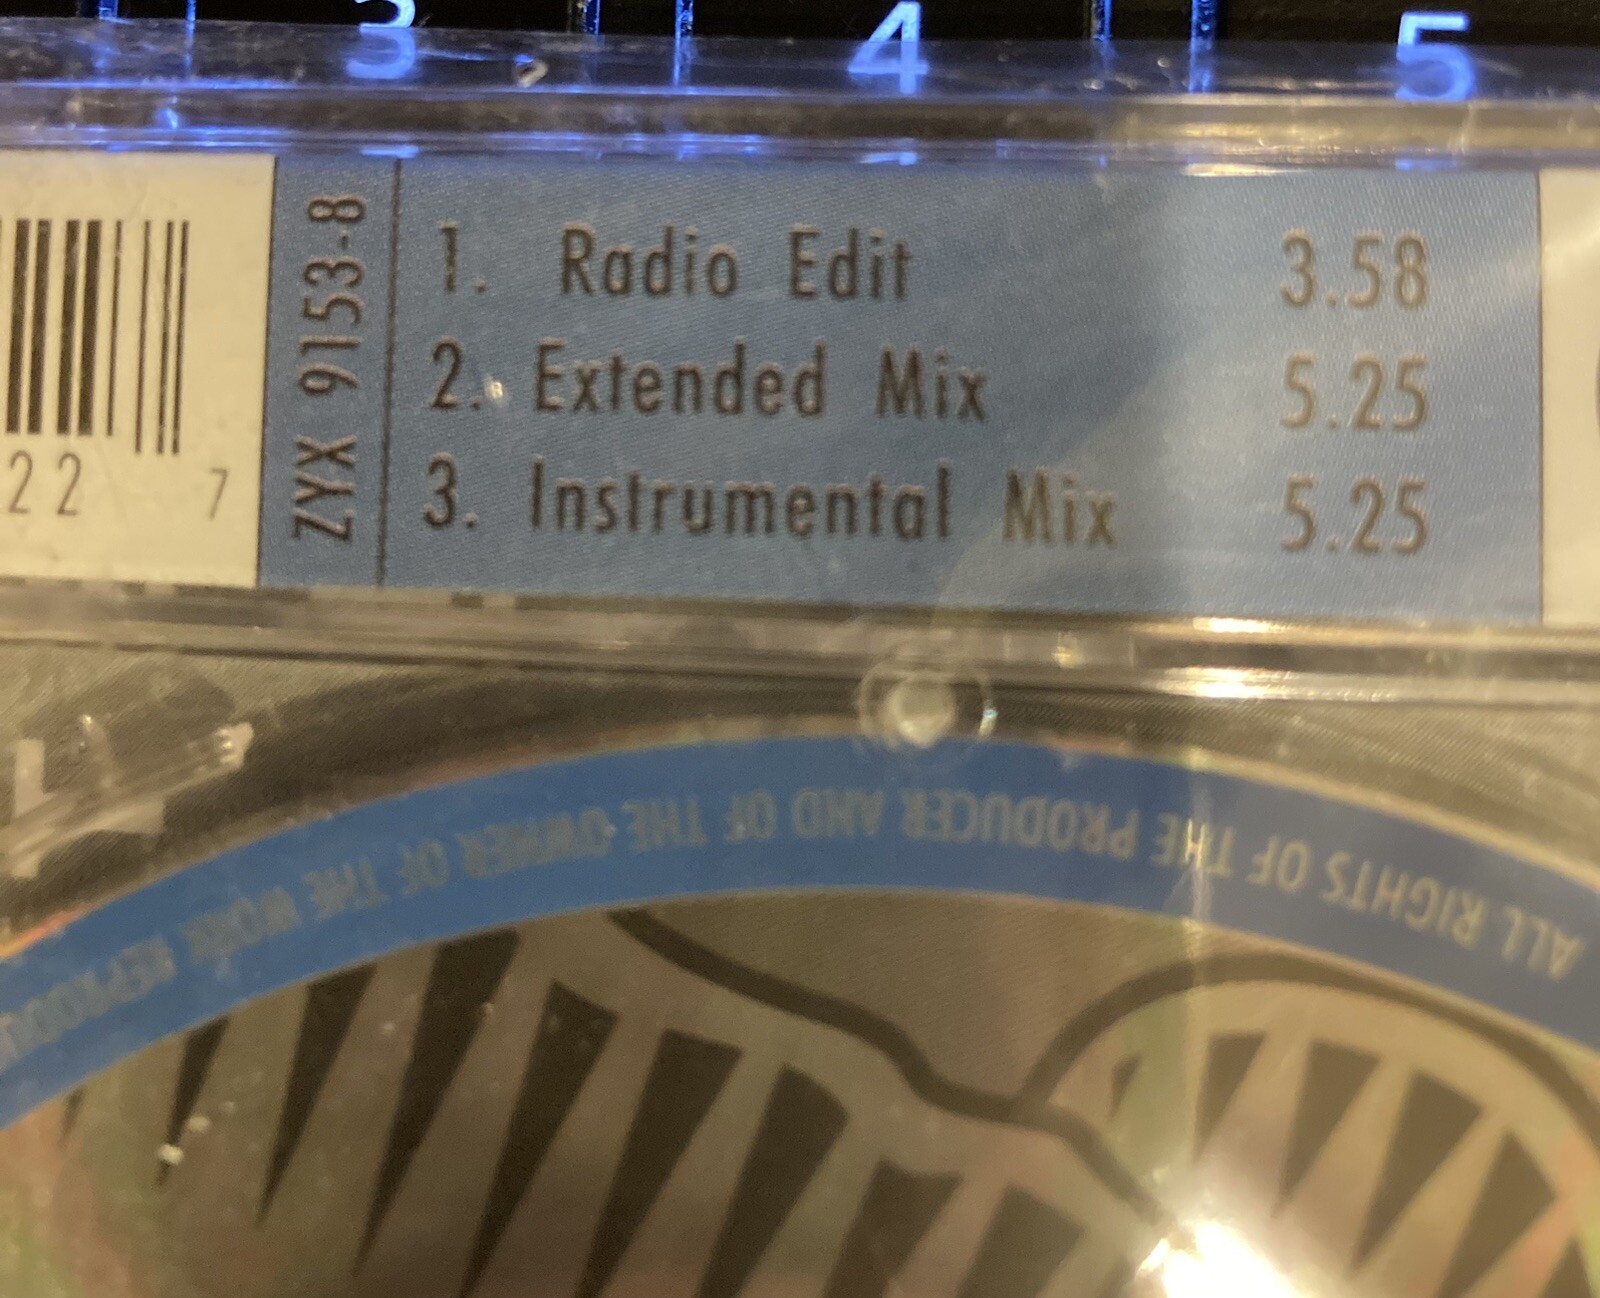 3 4 5
22 7
ZYX 9153-8
1. Radio Edit 3.58
2. Extended Mix 5.25
3. Instrumental Mix 5.25
ALL RIGHTS OF THE PRODUCER AND OF THE OWNER OF THE WORK REPRODU